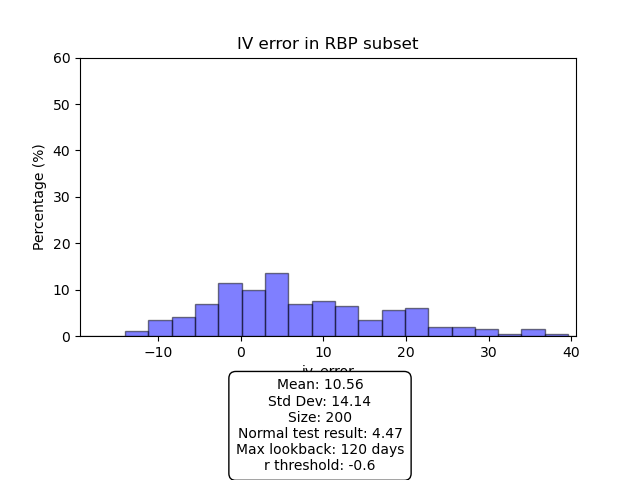 IV error in RBP subset
60
50
40
30
20
10
0
Percentage (%)
−10 0 10 20 30 40
iv_error
Mean: 10.56
Std Dev: 14.14
Size: 200
Normal test result: 4.47
Max lookback: 120 days
r threshold: -0.6